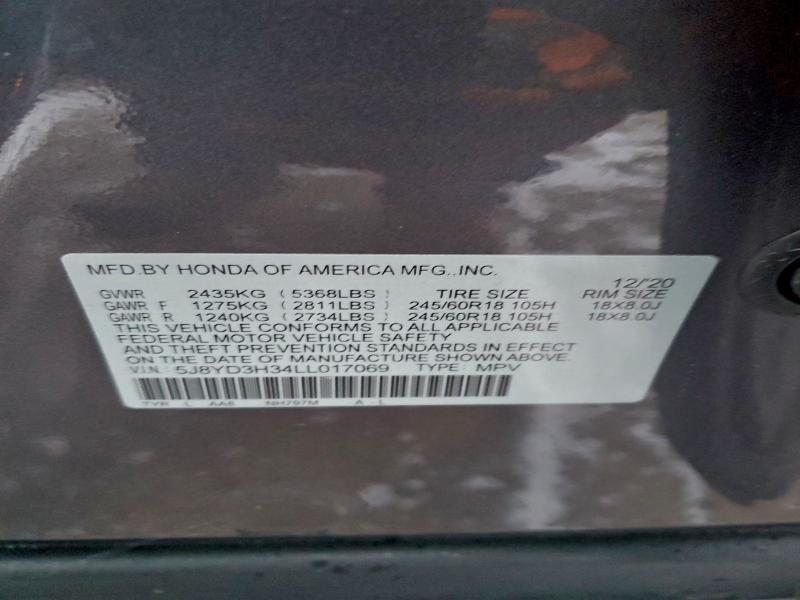 MFD.BY HONDA OF AMERICA MFG.,INC.
12/'20
GVWR 2435KG (5368LBS) TIRE SIZE RIM SIZE
GAWR F 1275KG (2811LBS) 245/60R18 105H 18X8.0J
GAWR R 1240KG (2734LBS) 245/60R18 105H 18X8.0J
THIS VEHICLE CONFORMS TO ALL APPLICABLE
FEDERAL MOTOR VEHICLE SAFETY
AND THEFT PREVENTION STANDARDS IN EFFECT
ON THE DATE OF MANUFACTURE SHOWN ABOVE.
V.I.N.: 5J8YD3H34LL017069 TYPE: MPV
TYR L AA6 NH797M A -L